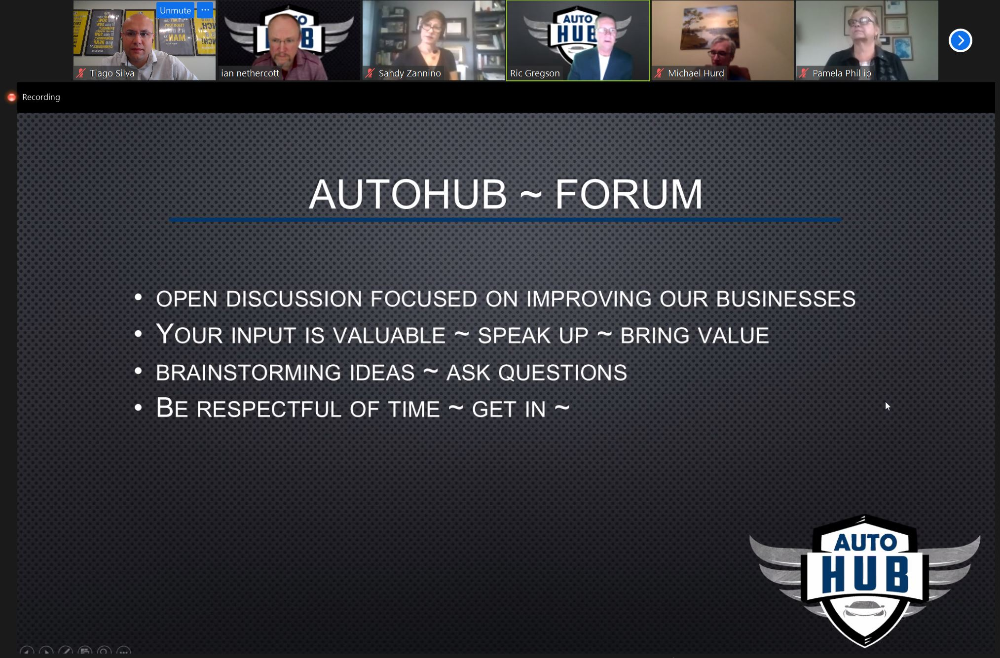 Unmute
Tiago Silva
AUTO
HUB
ian nethercott
Sandy Zannino
AUTO
HUB
Ric Gregson
Michael Hurd
Pamela Phillip
Recording
AUTOHUB ~ FORUM
• OPEN DISCUSSION FOCUSED ON IMPROVING OUR BUSINESSES
• YOUR INPUT IS VALUABLE ~ SPEAK UP ~ BRING VALUE
• BRAINSTORMING IDEAS ~ ASK QUESTIONS
• BE RESPECTFUL OF TIME ~ GET IN ~
AUTO
HUB